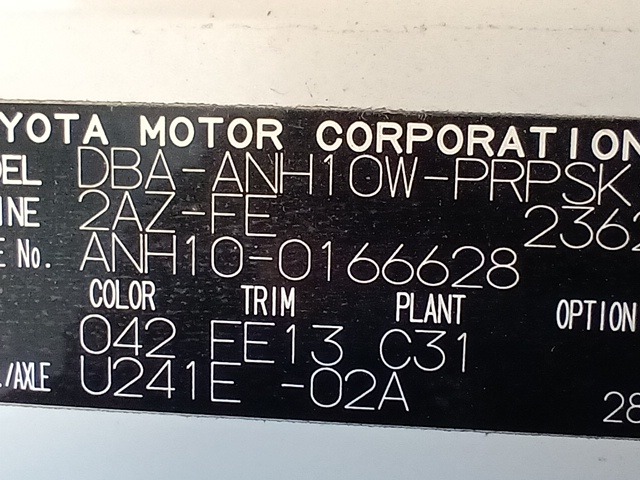 YOTA MOTOR CORPORATION
DEL DBA-ANH10W-PRPSK
INE 2AZ-FE 2362
E No. ANH10-0166628
COLOR TRIM PLANT OPTION
042 FE13 C31
./AXLE U241E -02A 28